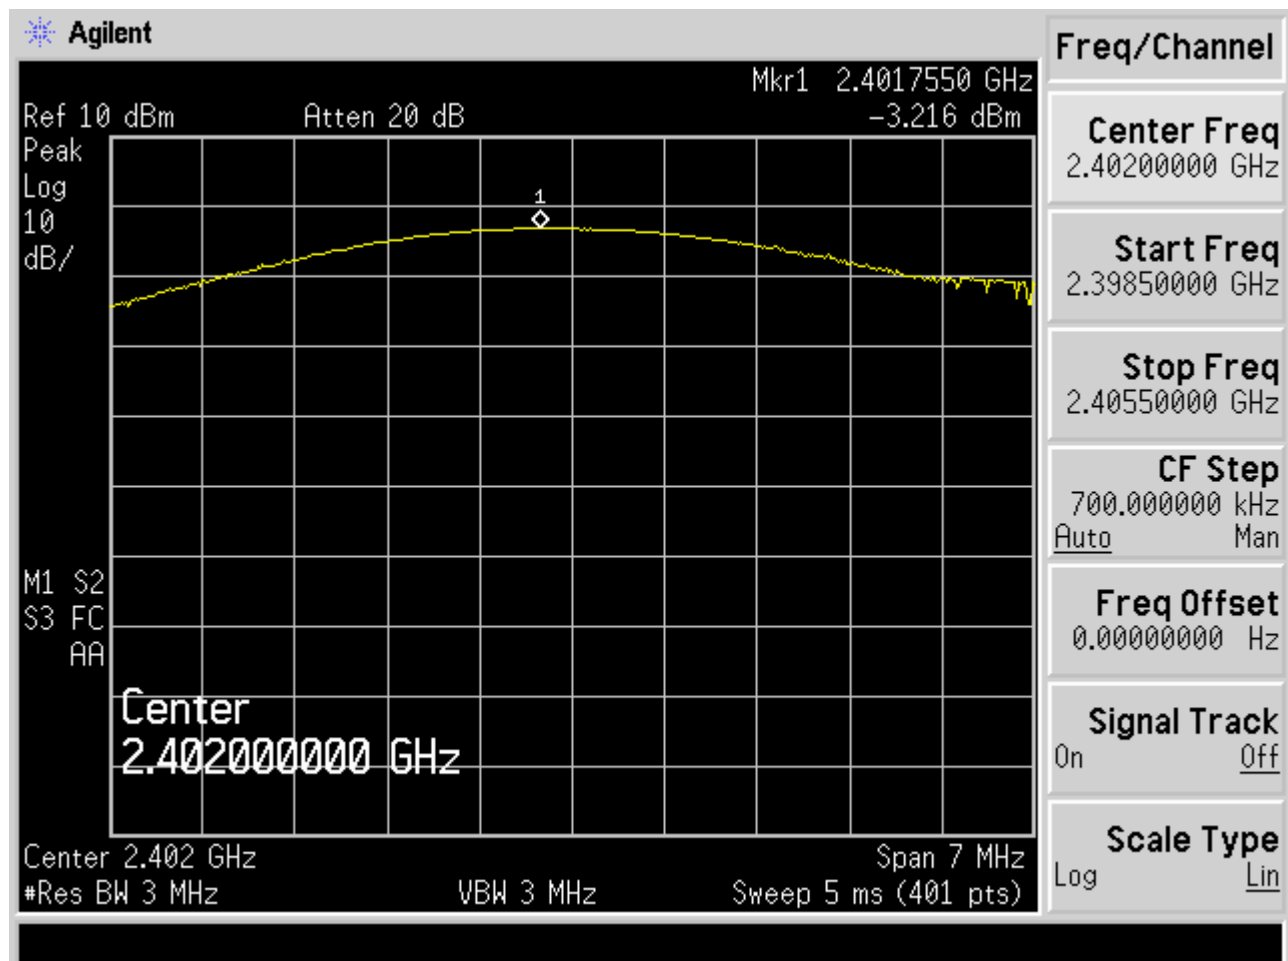 Agilent
Mkr1 2.4017550 GHz
Ref 10 dBm Atten 20 dB -3.216 dBm
Peak
Log
10
dB/
1
M1 S2
S3 FC
AA
Center
2.402000000 GHz
Center 2.402 GHz Span 7 MHz
#Res BW 3 MHz VBW 3 MHz Sweep 5 ms (401 pts)
Freq/Channel
Center Freq
2.40200000 GHz
Start Freq
2.39850000 GHz
Stop Freq
2.40550000 GHz
CF Step
700.000000 kHz
Auto Man
Freq Offset
0.00000000 Hz
Signal Track
On Off
Scale Type
Log Lin